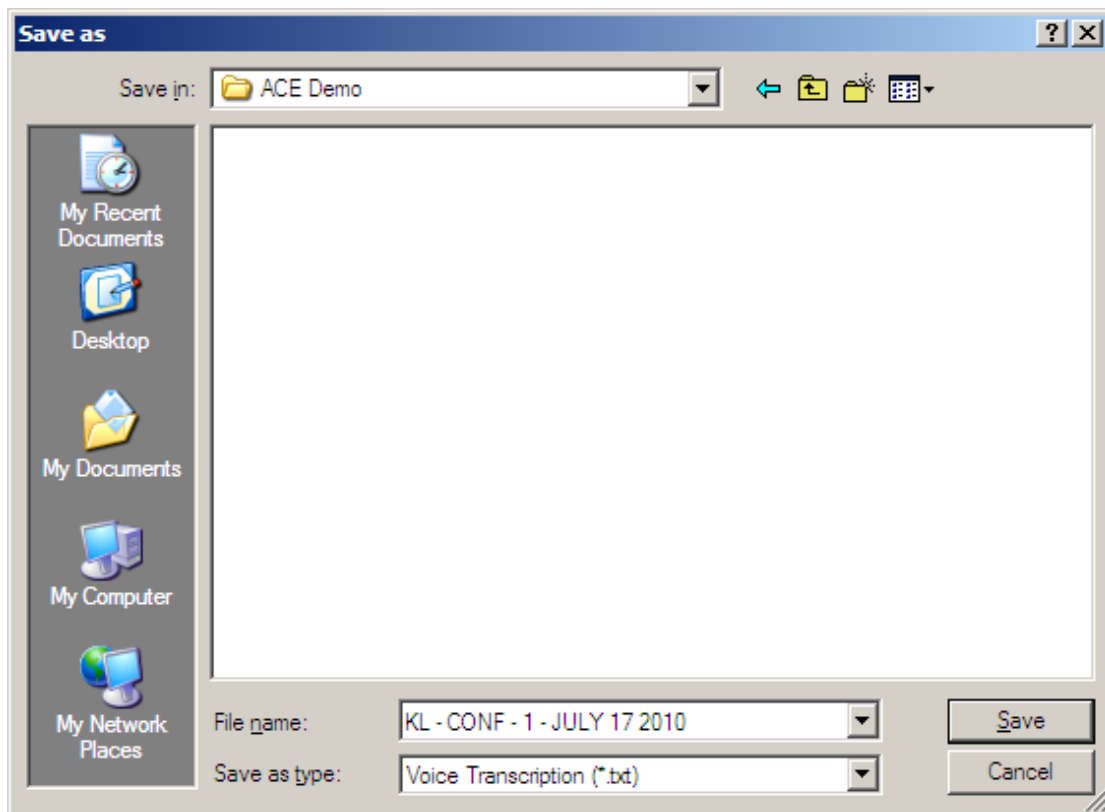 Save as
Save in: ACE Demo
My Recent
Documents
Desktop
My Documents
My Computer
My Network
Places
File name: KL - CONF - 1 - JULY 17 2010 Save
Save as type: Voice Transcription (*.txt) Cancel